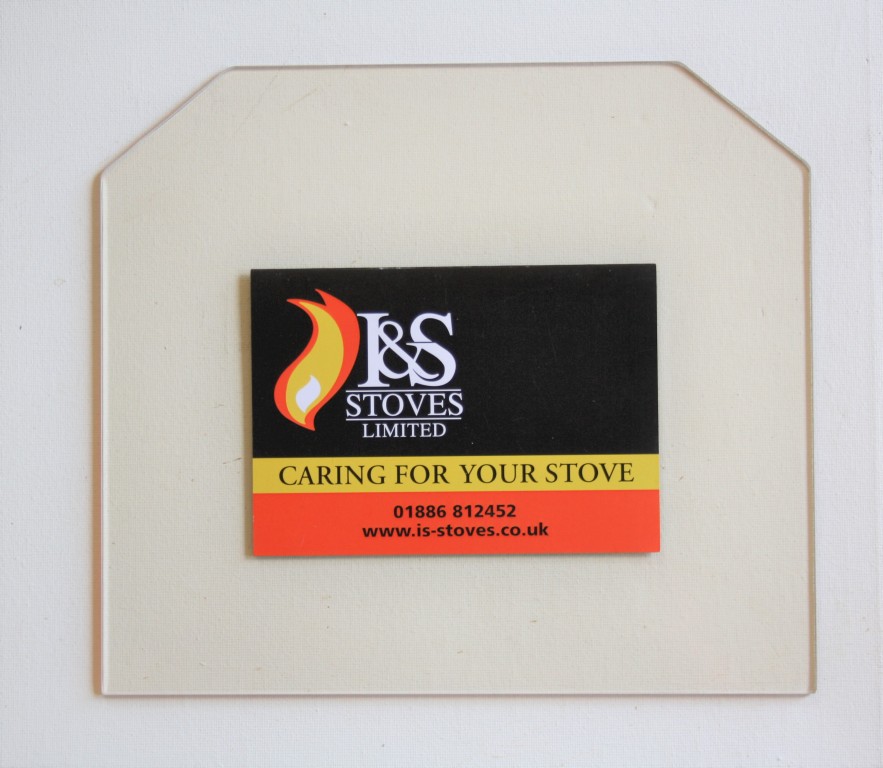 I&S
STOVES
LIMITED
CARING FOR YOUR STOVE
01886 812452
www.is-stoves.co.uk